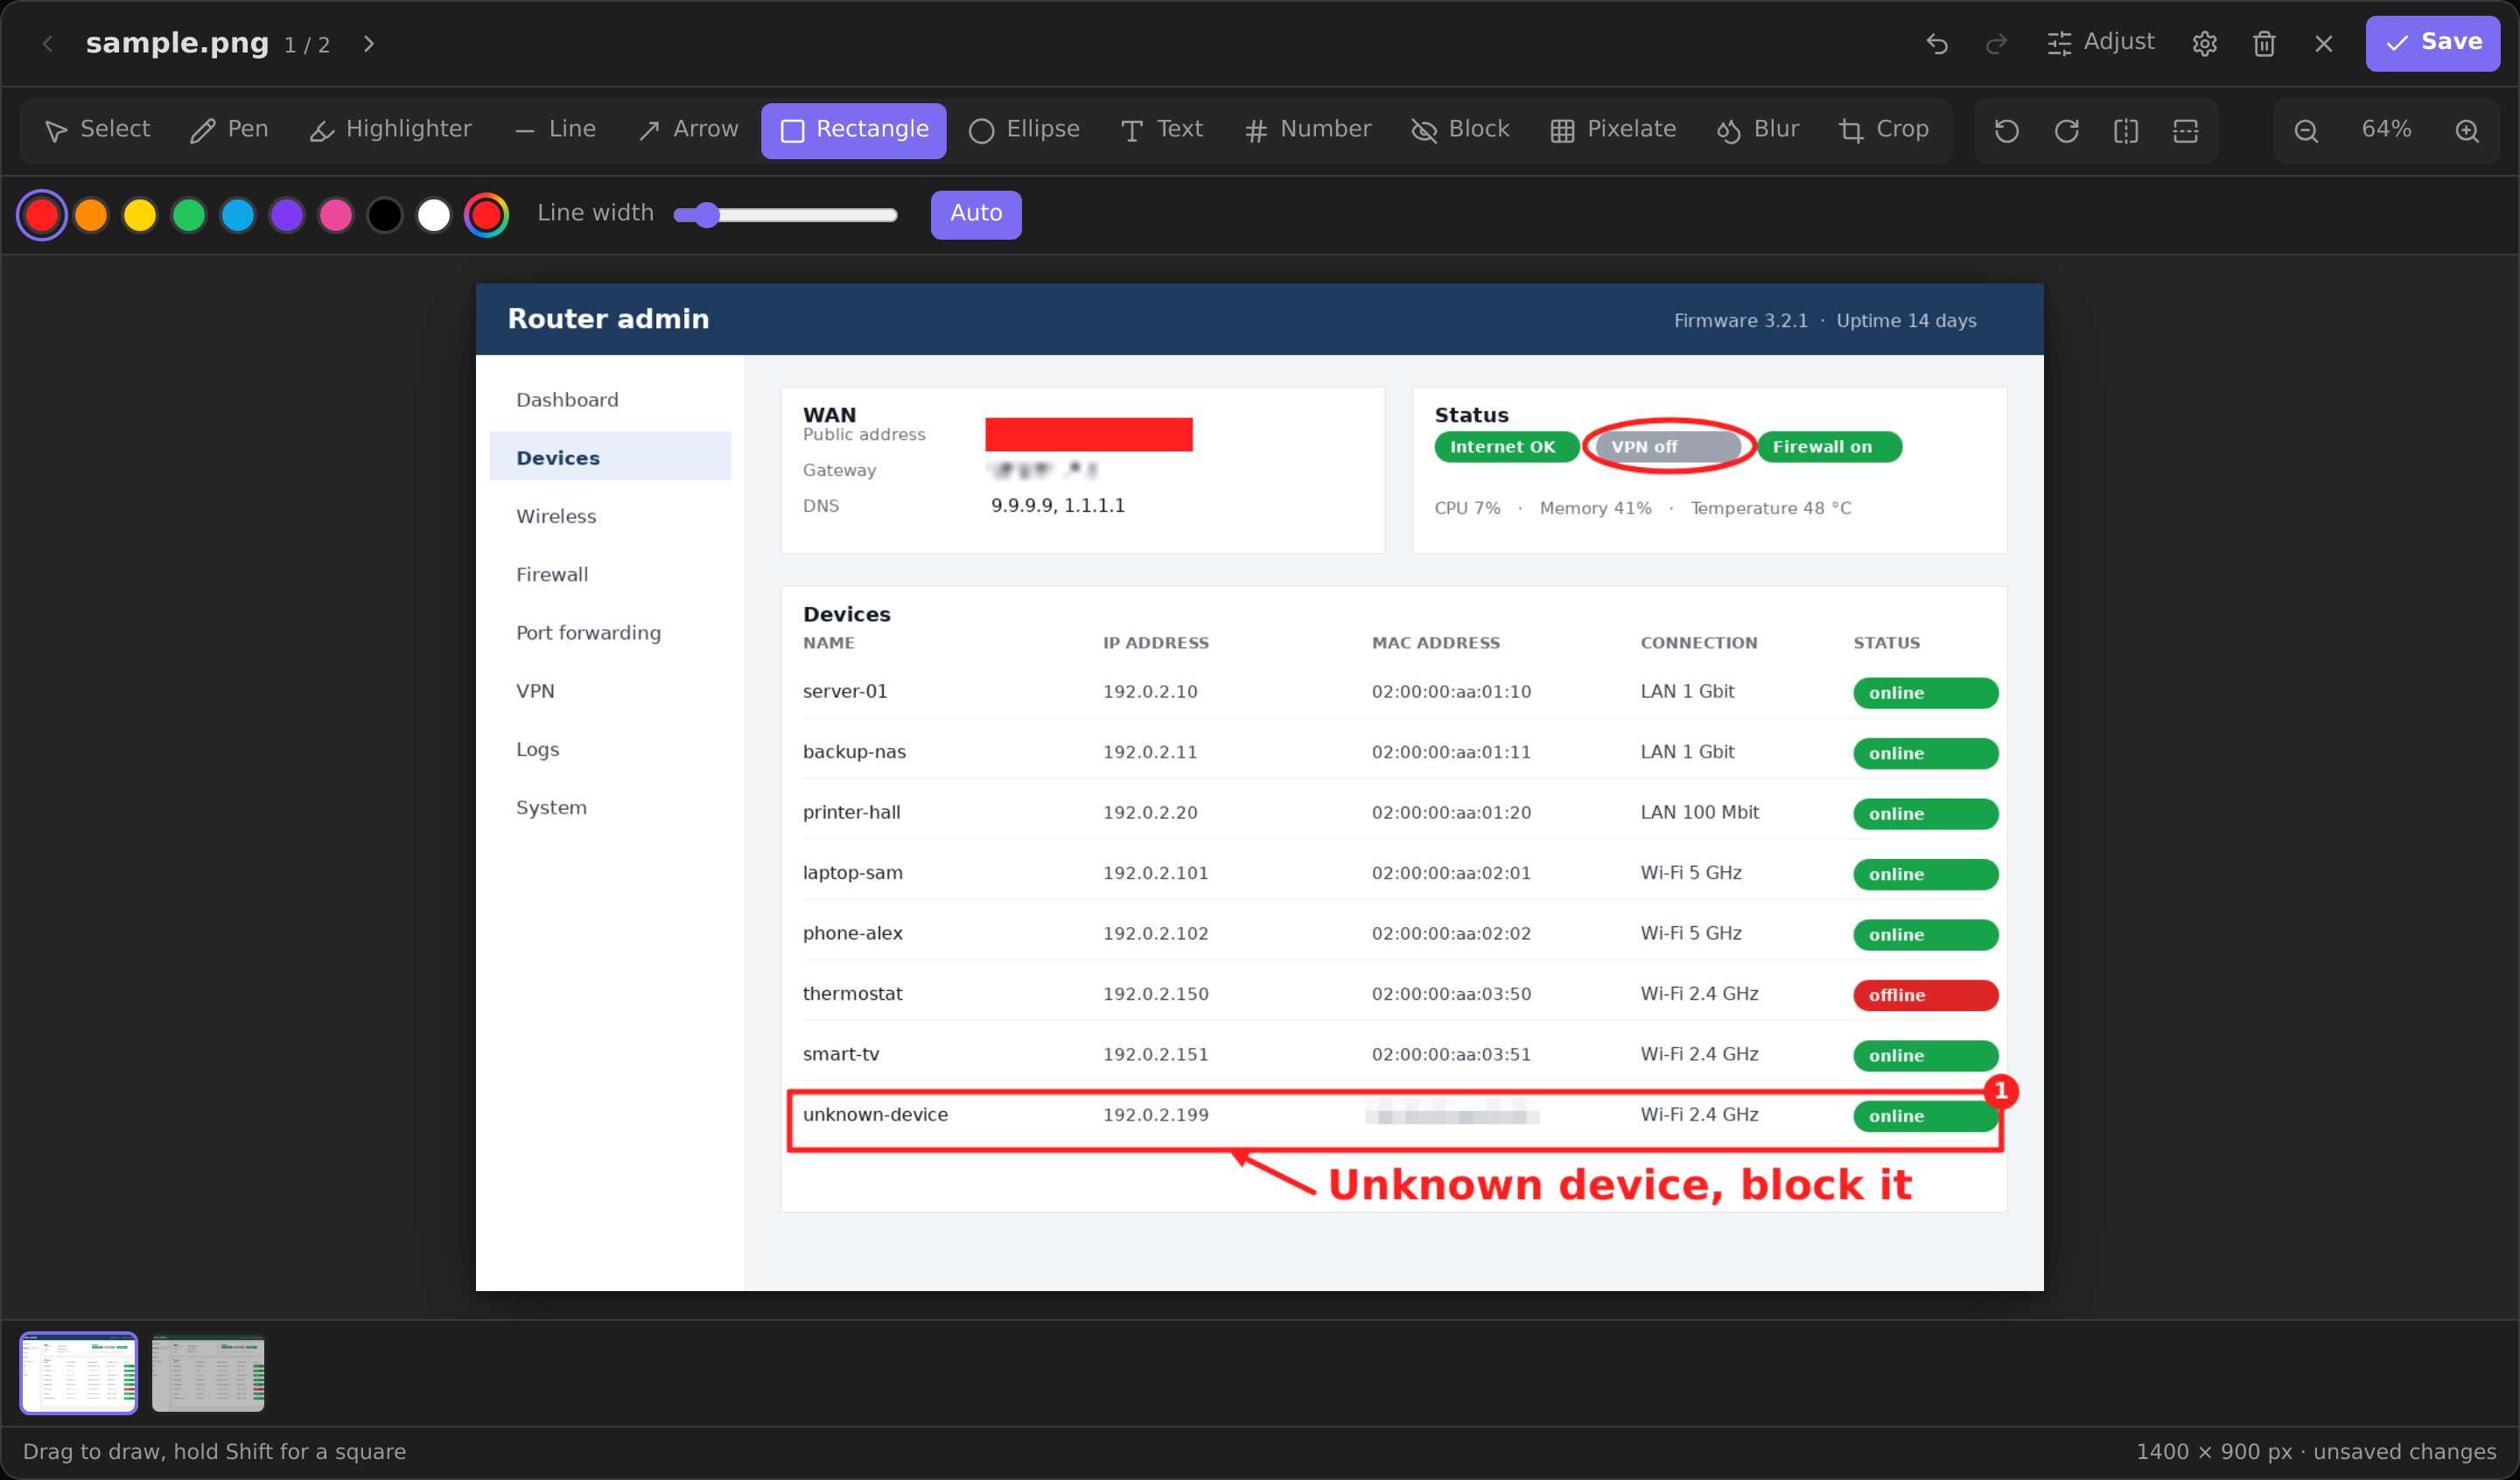 sample.png 1 / 2
Adjust
Save
Select Pen Highlighter Line Arrow Rectangle Ellipse Text Number Block Pixelate Blur Crop 64%
Line width Auto
Router admin
Firmware 3.2.1 · Uptime 14 days
Dashboard
Devices
Wireless
Firewall
Port forwarding
VPN
Logs
System
WAN
Public address
Gateway
DNS 9.9.9.9, 1.1.1.1
Status
Internet OK VPN off Firewall on
CPU 7% · Memory 41% · Temperature 48 °C
Devices
NAME IP ADDRESS MAC ADDRESS CONNECTION STATUS
server-01 192.0.2.10 02:00:00:aa:01:10 LAN 1 Gbit online
backup-nas 192.0.2.11 02:00:00:aa:01:11 LAN 1 Gbit online
printer-hall 192.0.2.20 02:00:00:aa:01:20 LAN 100 Mbit online
laptop-sam 192.0.2.101 02:00:00:aa:02:01 Wi-Fi 5 GHz online
phone-alex 192.0.2.102 02:00:00:aa:02:02 Wi-Fi 5 GHz online
thermostat 192.0.2.150 02:00:00:aa:03:50 Wi-Fi 2.4 GHz offline
smart-tv 192.0.2.151 02:00:00:aa:03:51 Wi-Fi 2.4 GHz online
1
unknown-device 192.0.2.199 Wi-Fi 2.4 GHz online
Unknown device, block it
Drag to draw, hold Shift for a square
1400 × 900 px · unsaved changes